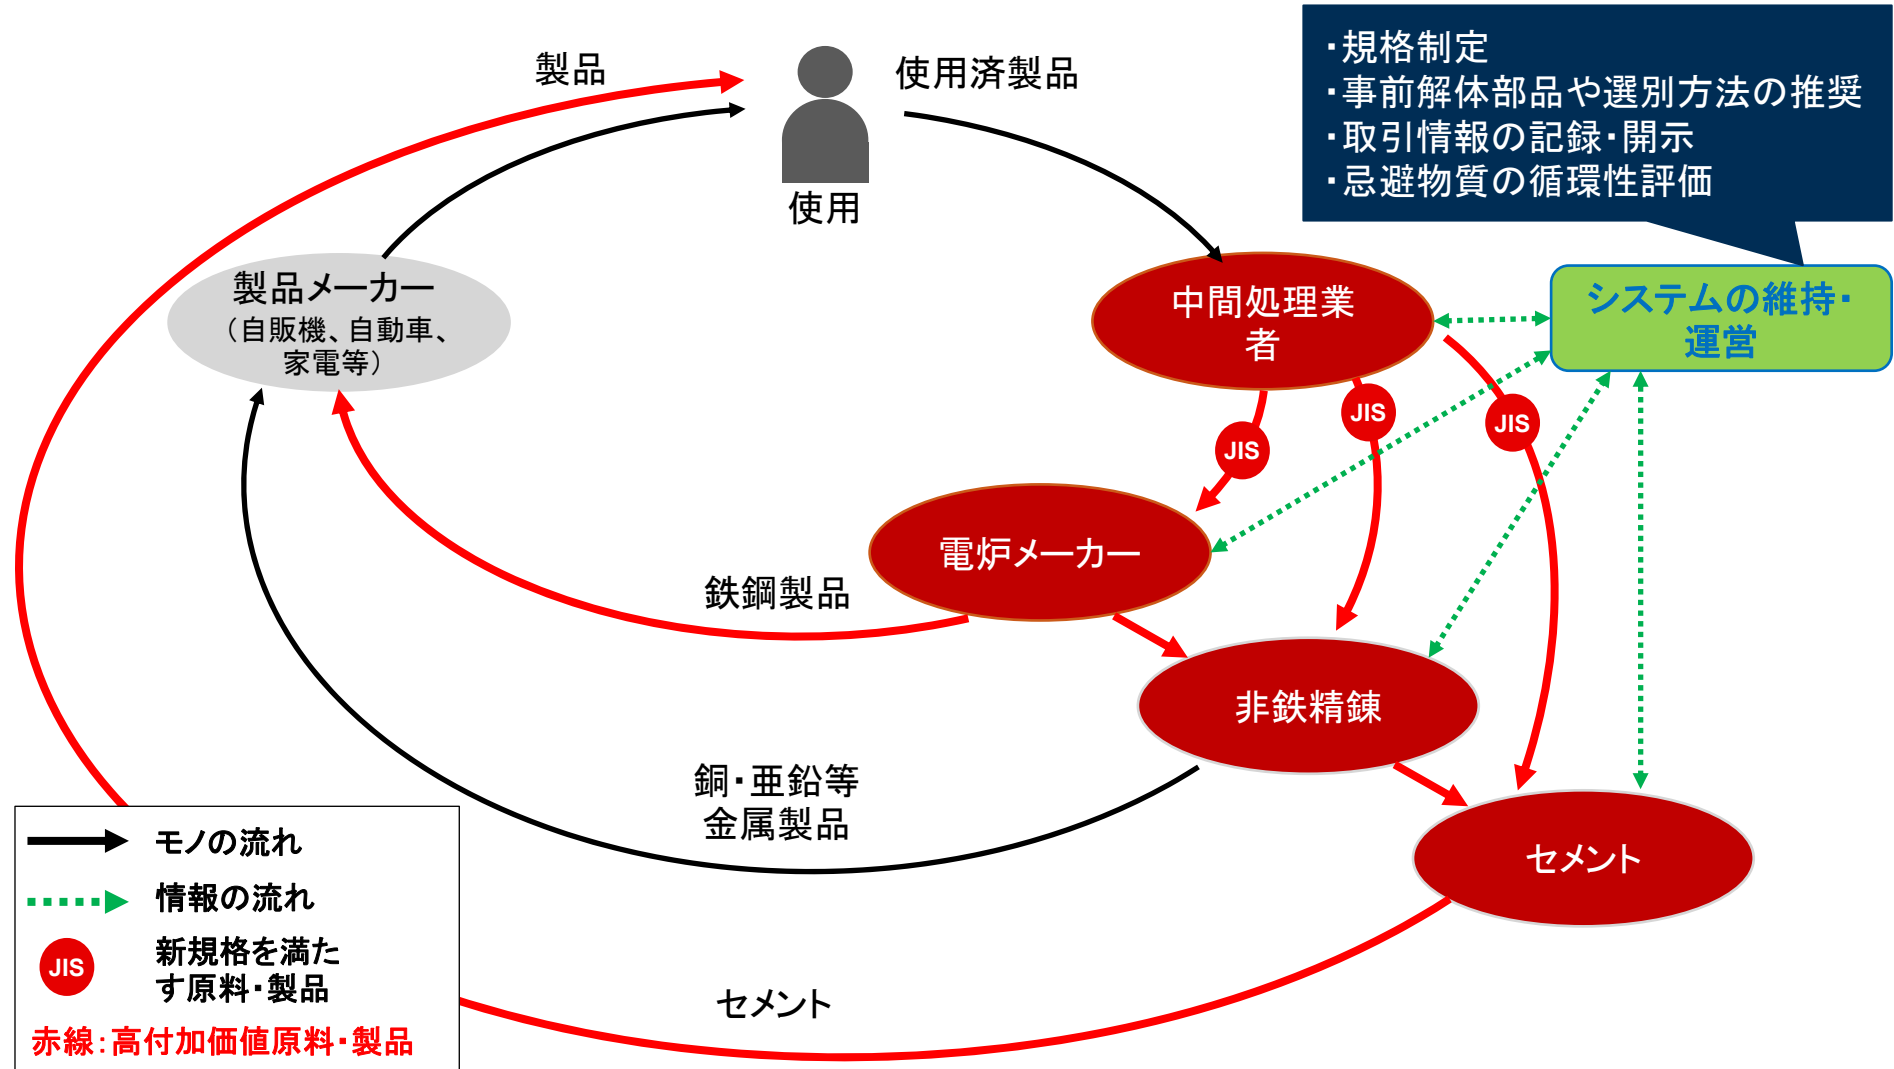 製品
使用済製品
使用
・規格制定
・事前解体部品や選別方法の推奨
・取引情報の記録・開示
・忌避物質の循環性評価
製品メーカー
（自販機、自動車、
家電等）
中間処理業
者
システムの維持・
運営
JIS
JIS
JIS
電炉メーカー
鉄鋼製品
非鉄精錬
銅・亜鉛等
金属製品
セメント
セメント
モノの流れ
情報の流れ
JIS
新規格を満た
す原料・製品
赤線：高付加価値原料・製品